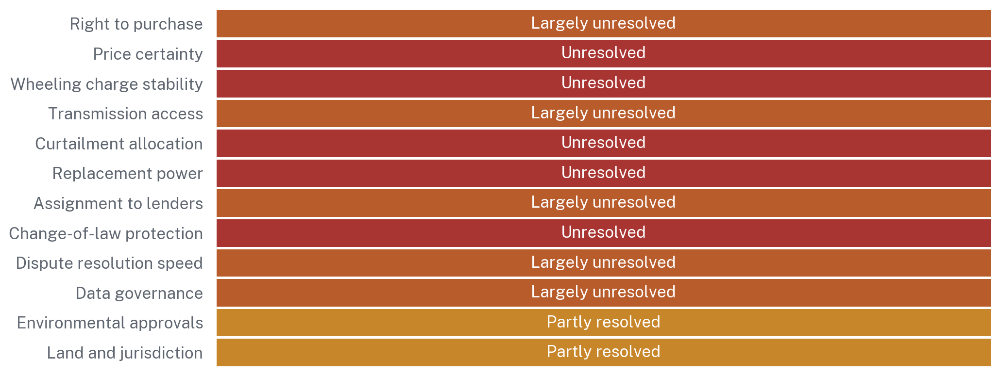 Right to purchase Largely unresolved
Price certainty Unresolved
Wheeling charge stability Unresolved
Transmission access Largely unresolved
Curtailment allocation Unresolved
Replacement power Unresolved
Assignment to lenders Largely unresolved
Change-of-law protection Unresolved
Dispute resolution speed Largely unresolved
Data governance Largely unresolved
Environmental approvals Partly resolved
Land and jurisdiction Partly resolved